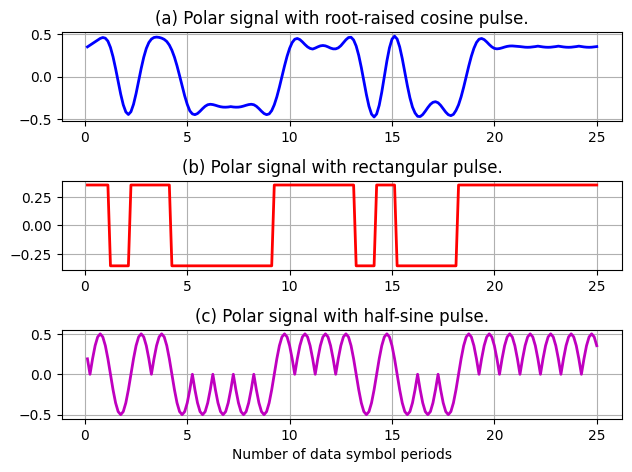 (a) Polar signal with root-raised cosine pulse.
0.5
0.0
−0.5
0 5 10 15 20 25
(b) Polar signal with rectangular pulse.
0.25
0.00
−0.25
0 5 10 15 20 25
(c) Polar signal with half-sine pulse.
0.5
0.0
−0.5
0 5 10 15 20 25
Number of data symbol periods